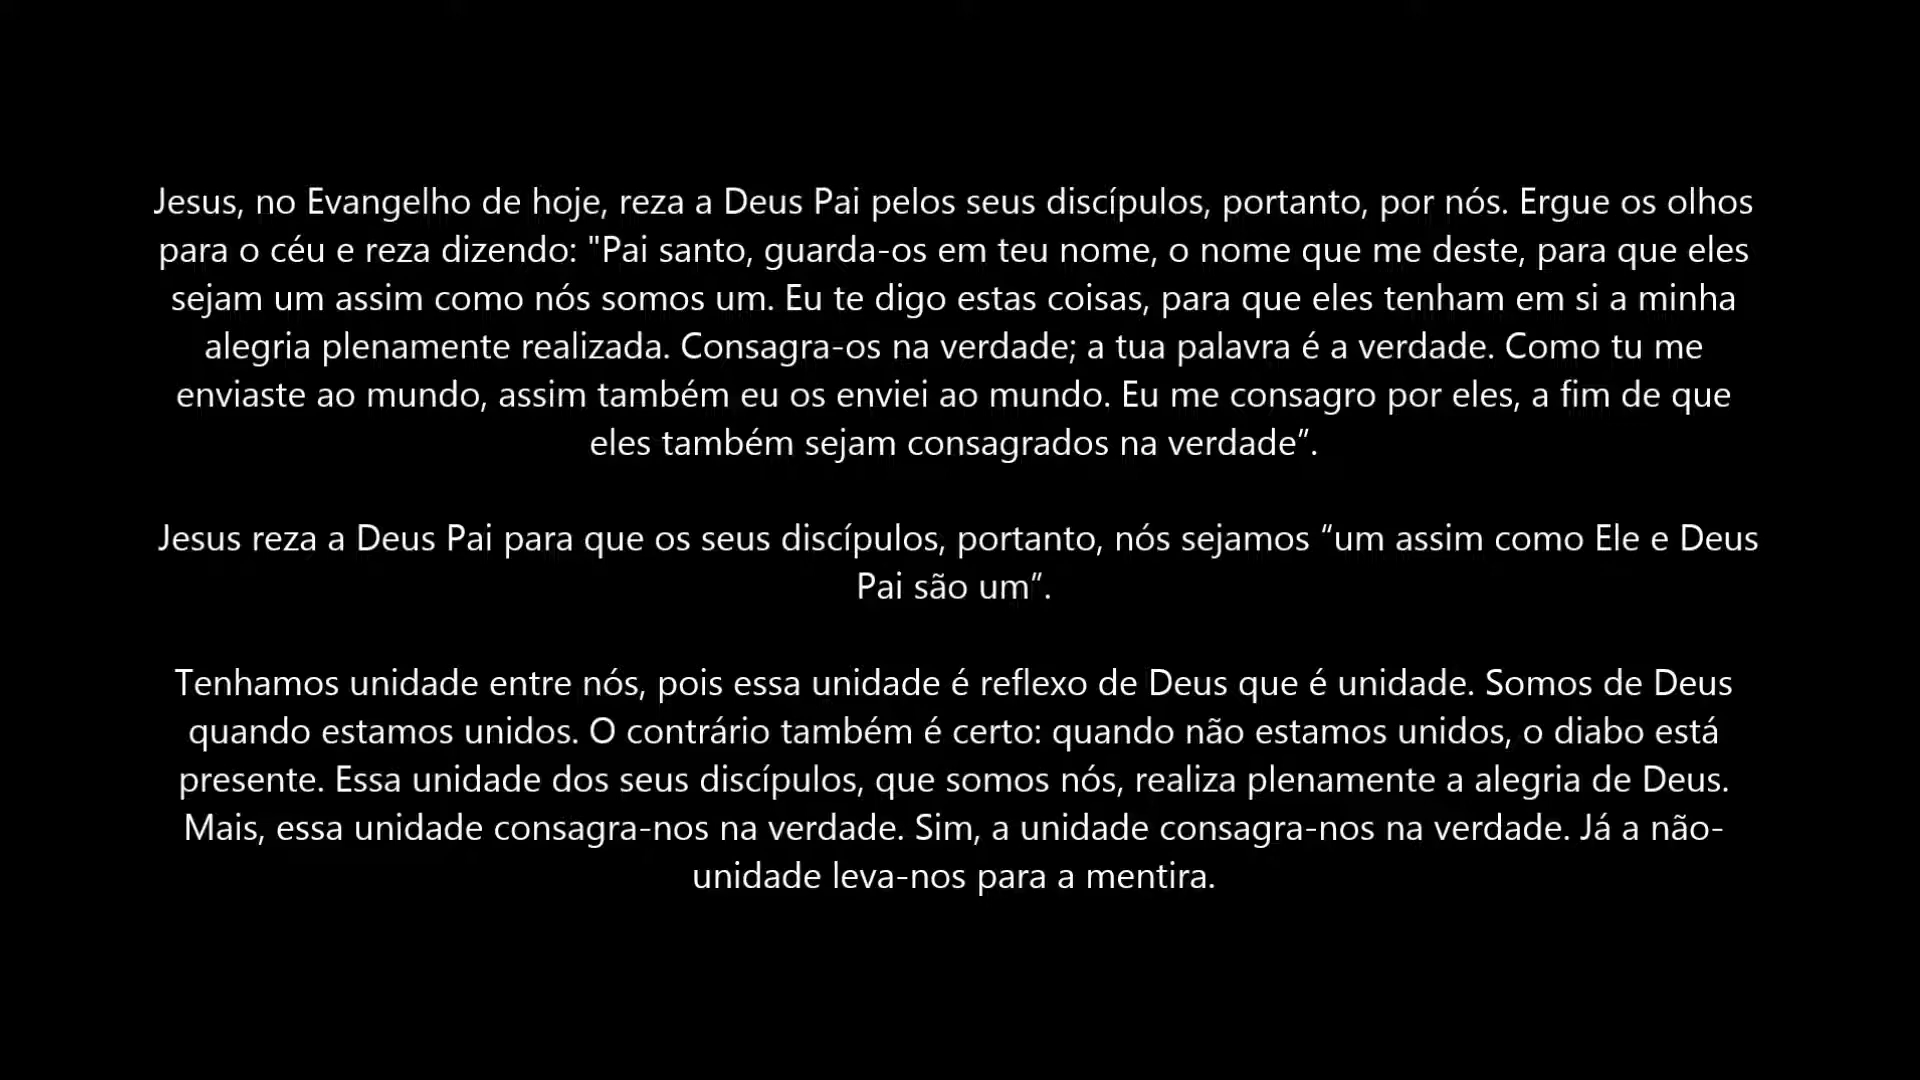 Jesus, no Evangelho de hoje, reza a Deus Pai pelos seus discípulos, portanto, por nós. Ergue os olhos
para o céu e reza dizendo: "Pai santo, guarda-os em teu nome, o nome que me deste, para que eles
sejam um assim como nós somos um. Eu te digo estas coisas, para que eles tenham em si a minha
alegria plenamente realizada. Consagra-os na verdade; a tua palavra é a verdade. Como tu me
enviaste ao mundo, assim também eu os enviei ao mundo. Eu me consagro por eles, a fim de que
eles também sejam consagrados na verdade”.
Jesus reza a Deus Pai para que os seus discípulos, portanto, nós sejamos “um assim como Ele e Deus
Pai são um”.
Tenhamos unidade entre nós, pois essa unidade é reflexo de Deus que é unidade. Somos de Deus
quando estamos unidos. O contrário também é certo: quando não estamos unidos, o diabo está
presente. Essa unidade dos seus discípulos, que somos nós, realiza plenamente a alegria de Deus.
Mais, essa unidade consagra-nos na verdade. Sim, a unidade consagra-nos na verdade. Já a não-
unidade leva-nos para a mentira.